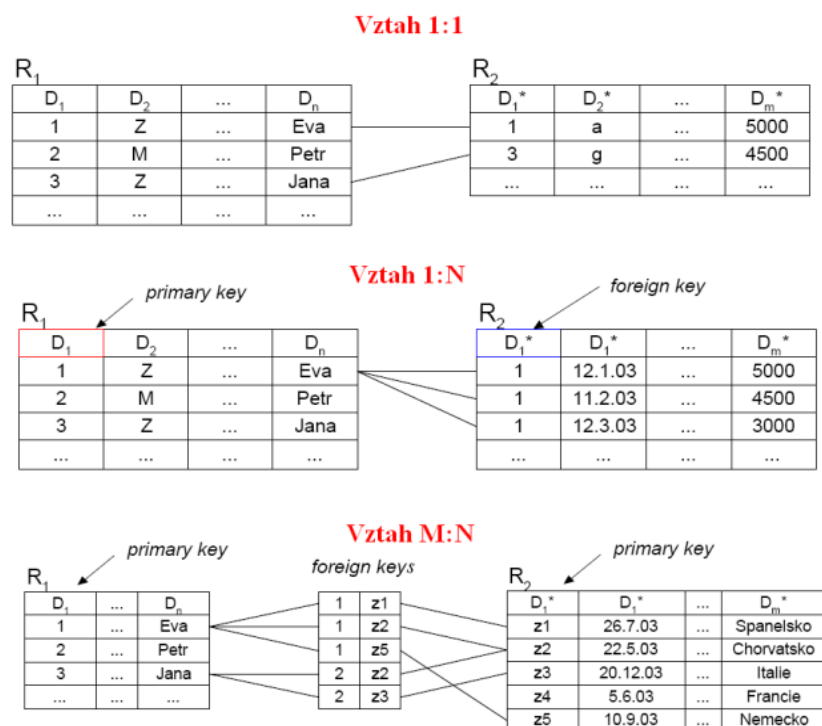 Vztah 1:1
R1 R2
D1 D2 ... Dn D1* D2* ... Dm*
1 Z ... Eva 1 a ... 5000
2 M ... Petr 3 g ... 4500
3 Z ... Jana ... ... ... ...
... ... ... ...
Vztah 1:N
primary key foreign key
R1 R2
D1 D2 ... Dn D1* D1* ... Dm*
1 Z ... Eva 1 12.1.03 ... 5000
2 M ... Petr 1 11.2.03 ... 4500
3 Z ... Jana 1 12.3.03 ... 3000
... ... ... ... ... ... ... ...
Vztah M:N
primary key foreign keys primary key
R1 R2
D1 ... Dn 1 z1 D1* D1* ... Dm*
1 ... Eva 1 z2 z1 26.7.03 ... Spanelsko
2 ... Petr 1 z5 z2 22.5.03 ... Chorvatsko
3 ... Jana 2 z2 z3 20.12.03 ... Italie
... ... ... 2 z3 z4 5.6.03 ... Francie
z5 10.9.03 ... Nemecko